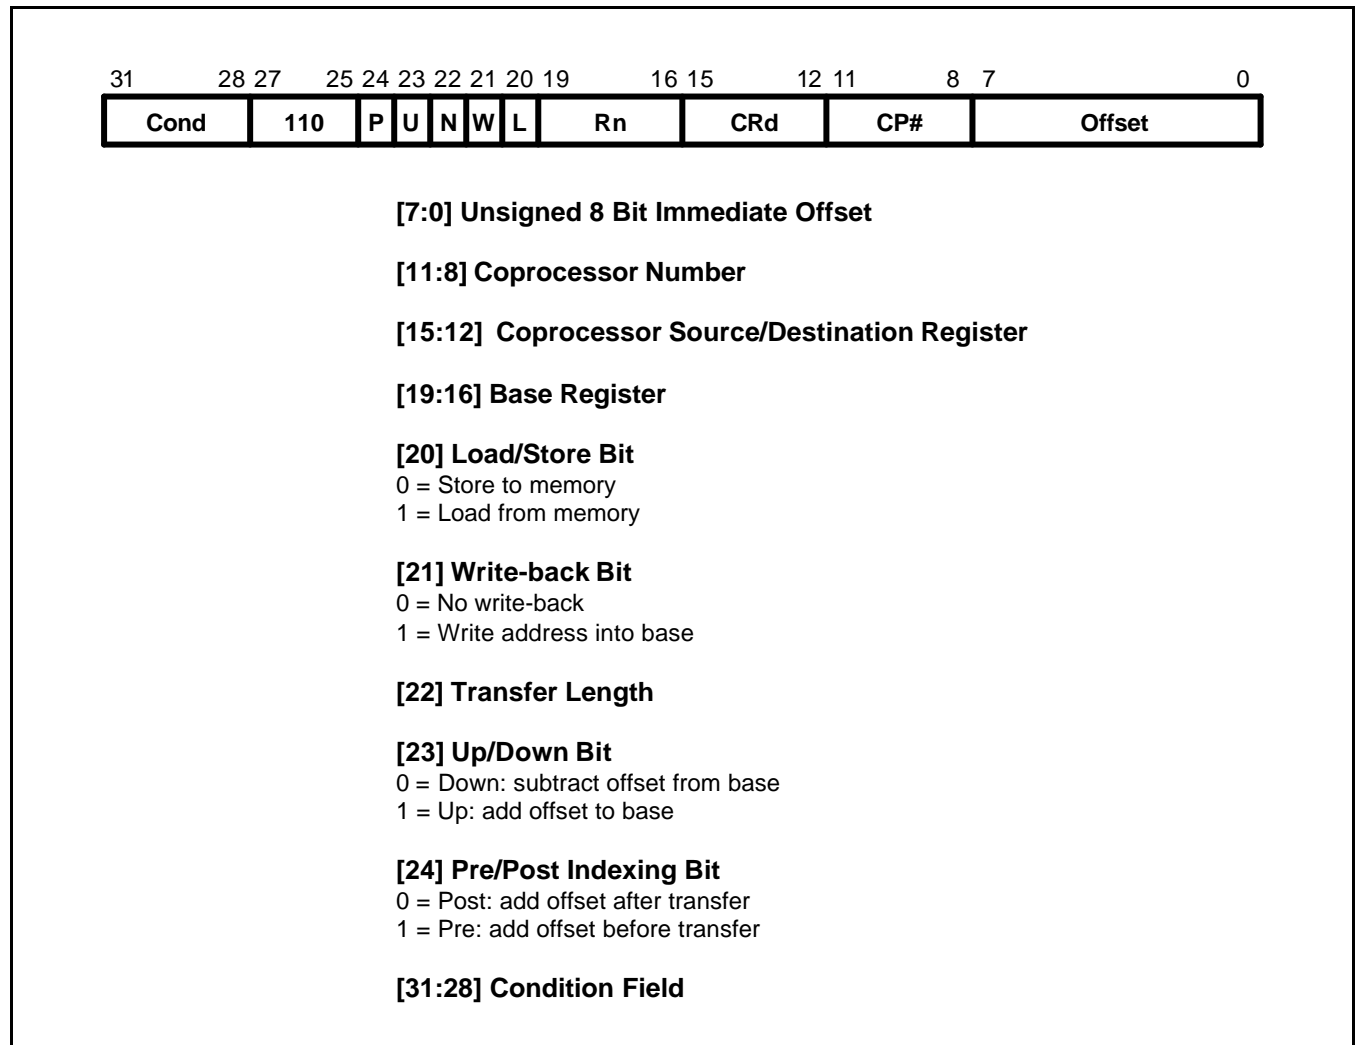 31 28 27 25 24 23 22 21 20 19 16 15 12 11 8 7 0
Cond 110 P U N W L Rn CRd CP# Offset
[7:0] Unsigned 8 Bit Immediate Offset
[11:8] Coprocessor Number
[15:12] Coprocessor Source/Destination Register
[19:16] Base Register
[20] Load/Store Bit
0 = Store to memory
1 = Load from memory
[21] Write-back Bit
0 = No write-back
1 = Write address into base
[22] Transfer Length
[23] Up/Down Bit
0 = Down: subtract offset from base
1 = Up: add offset to base
[24] Pre/Post Indexing Bit
0 = Post: add offset after transfer
1 = Pre: add offset before transfer
[31:28] Condition Field